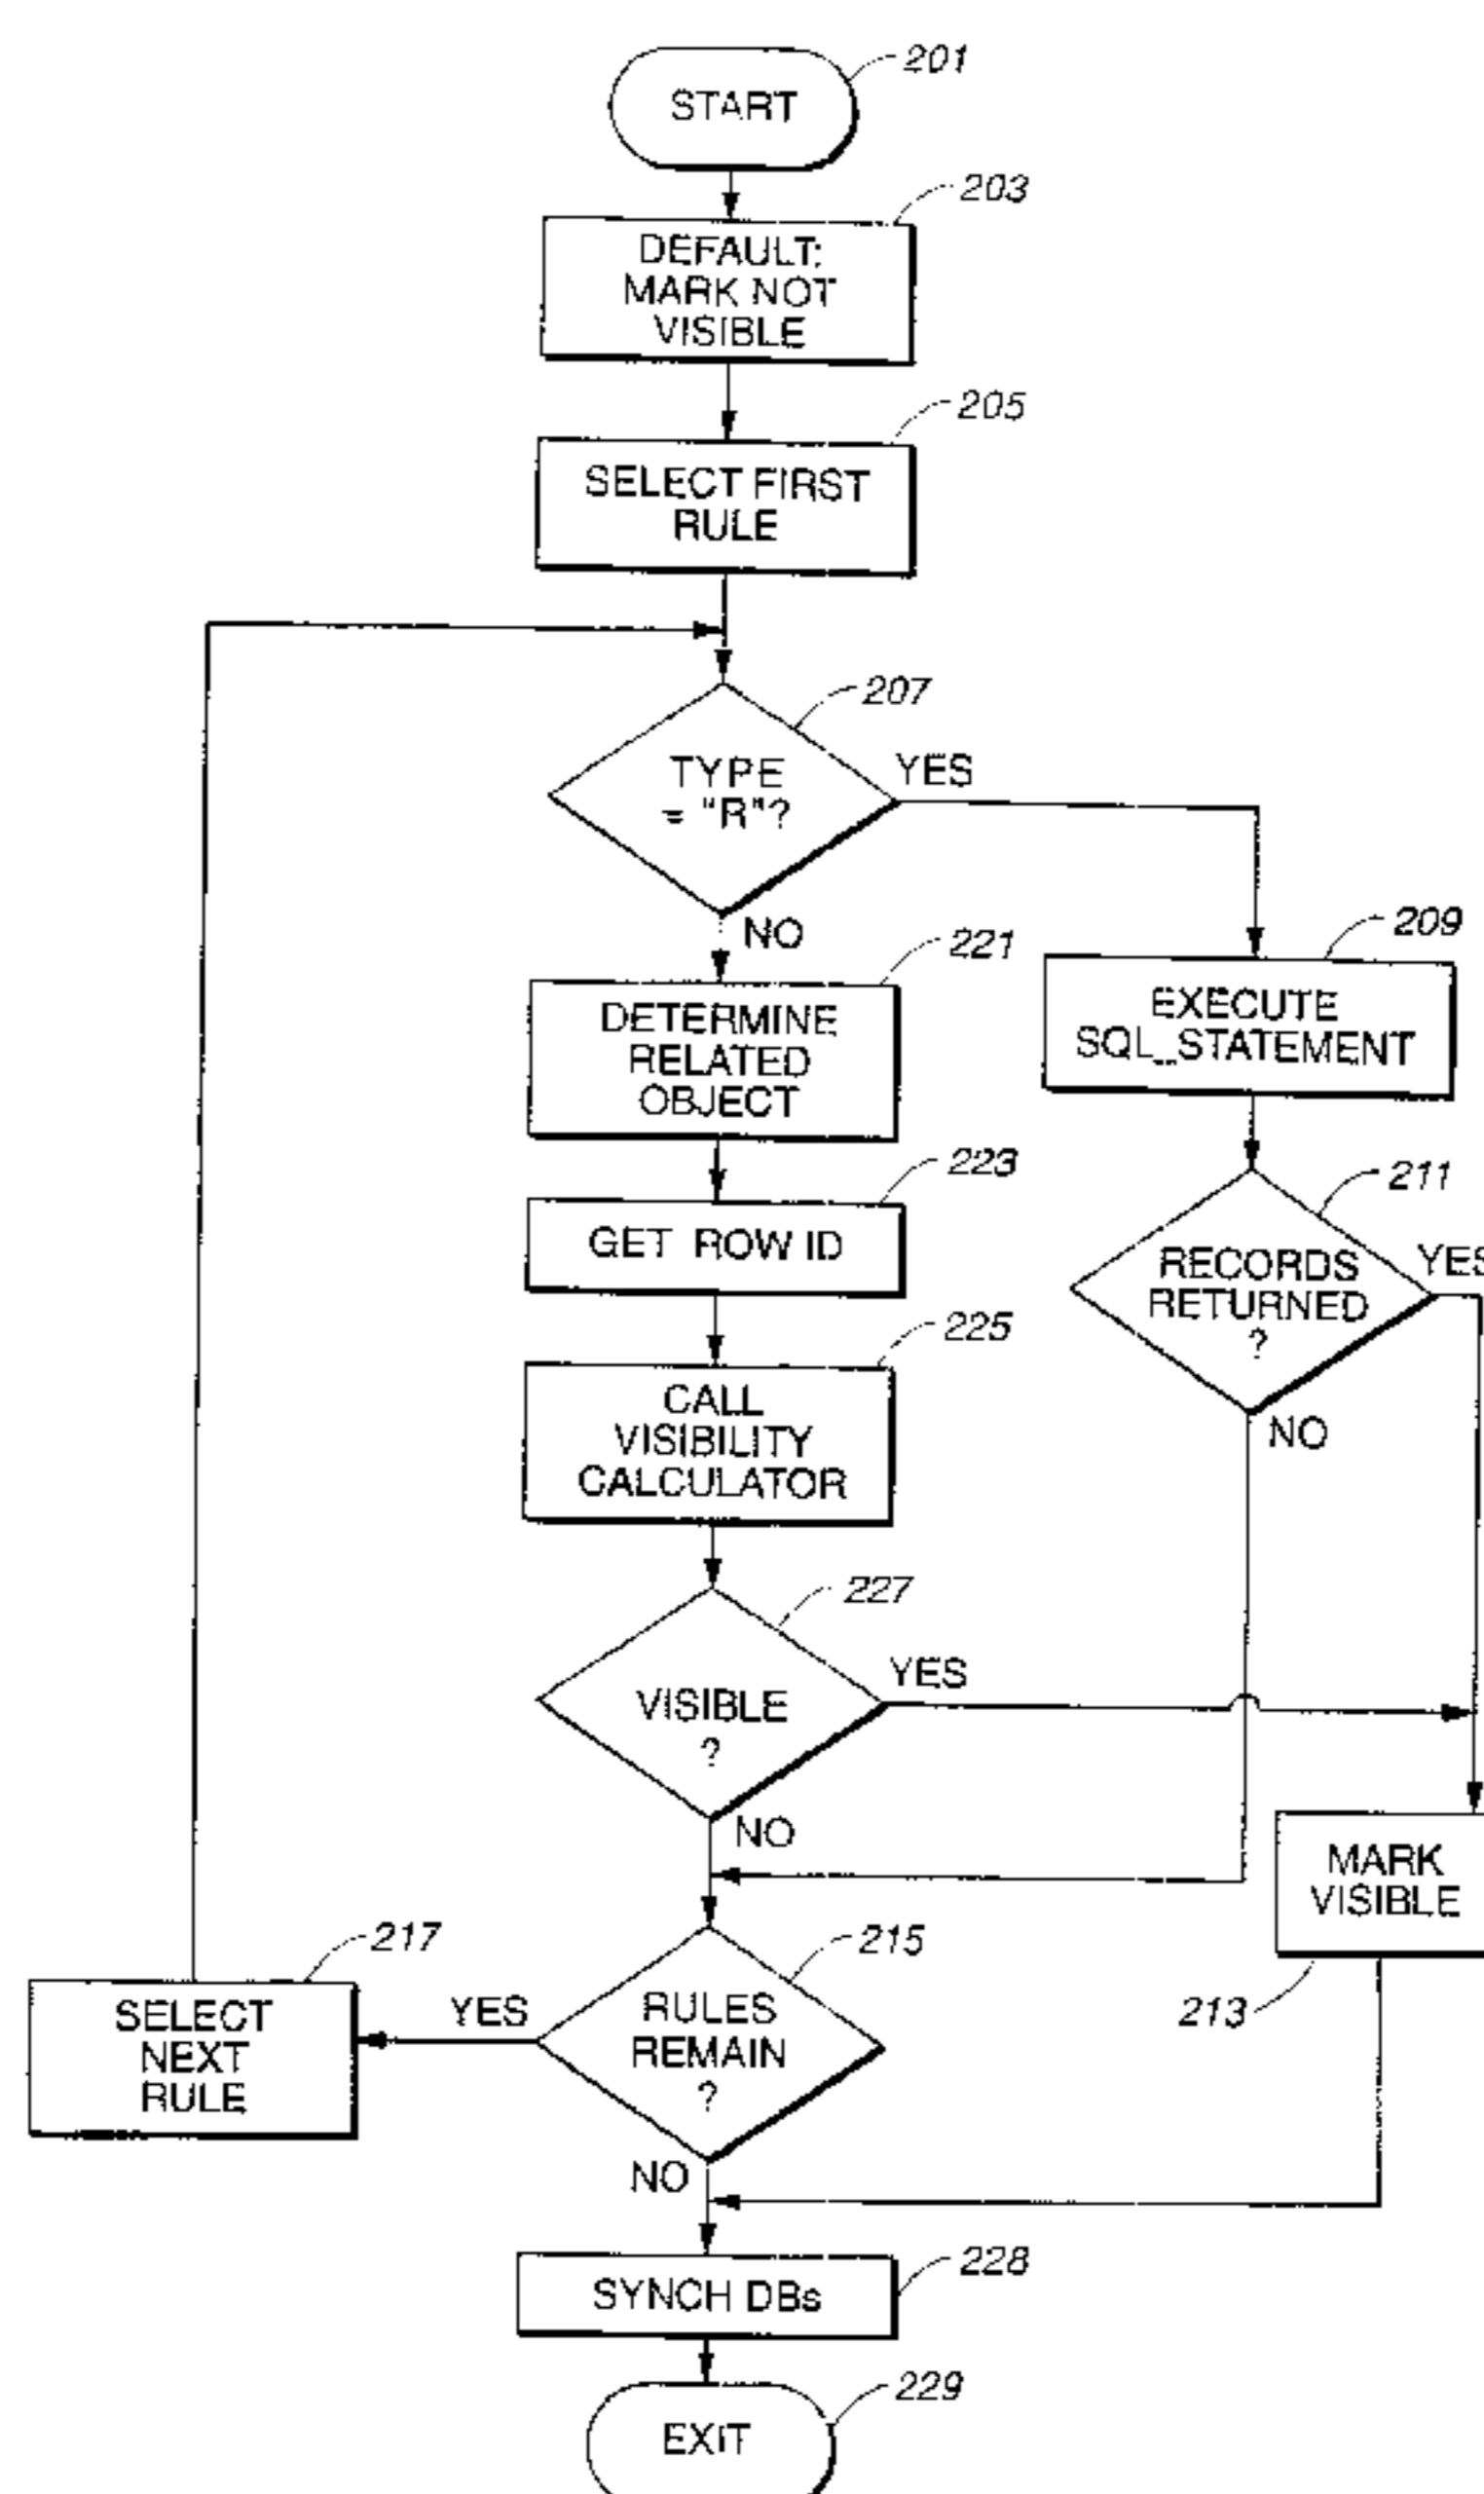 START
201
203
DEFAULT:
MARK NOT
VISIBLE
205
SELECT FIRST
RULE
207
TYPE
= "R"?
YES
NO
209
EXECUTE
SQL_STATEMENT
221
DETERMINE
RELATED
OBJECT
223
GET ROW ID
211
RECORDS
RETURNED
?
YES
NO
225
CALL
VISIBILITY
CALCULATOR
227
VISIBLE
?
YES
NO
MARK
VISIBLE
213
215
RULES
REMAIN
?
YES
NO
217
SELECT
NEXT
RULE
228
SYNCH DBs
229
EXIT